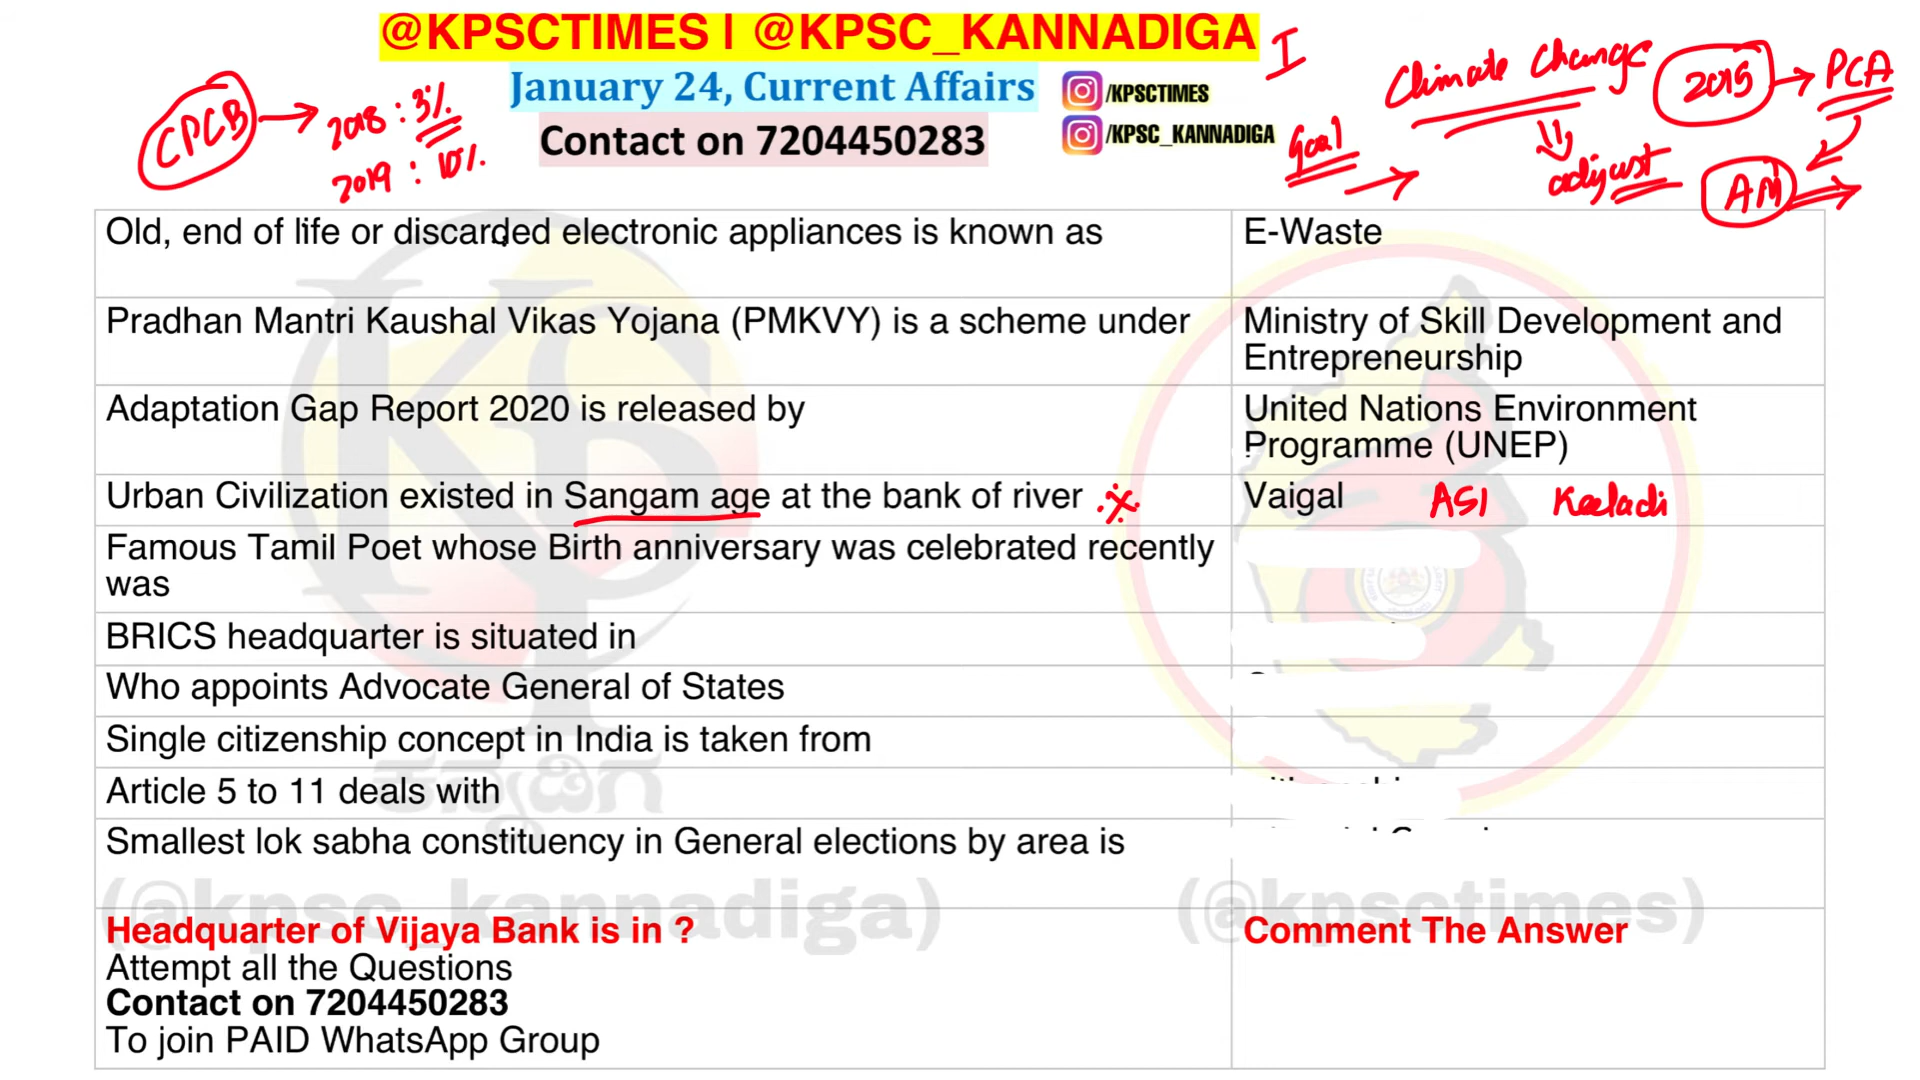 @KPSCTIMES | @KPSC_KANNADIGA
January 24, Current Affairs
/KPSCTIMES
Contact on 7204450283
/KPSC_KANNADIGA
CPCB → 2018 : 3%
2019 : 10%
I
Goal →
Climate Change
adjust
2015 → PCA
AM
Old, end of life or discarded electronic appliances is known as
E-Waste
Pradhan Mantri Kaushal Vikas Yojana (PMKVY) is a scheme under
Ministry of Skill Development and
Entrepreneurship
Adaptation Gap Report 2020 is released by
United Nations Environment
Programme (UNEP)
Urban Civilization existed in Sangam age at the bank of river
Vaigal ASI Keeladi
Famous Tamil Poet whose Birth anniversary was celebrated recently
was
BRICS headquarter is situated in
Who appoints Advocate General of States
Single citizenship concept in India is taken from
Article 5 to 11 deals with
Smallest lok sabha constituency in General elections by area is
KS
ಕನ್ನಡಿಗ
(@kpsc_kannadiga)
(@kpsctimes)
Headquarter of Vijaya Bank is in ?
Comment The Answer
Attempt all the Questions
Contact on 7204450283
To join PAID WhatsApp Group